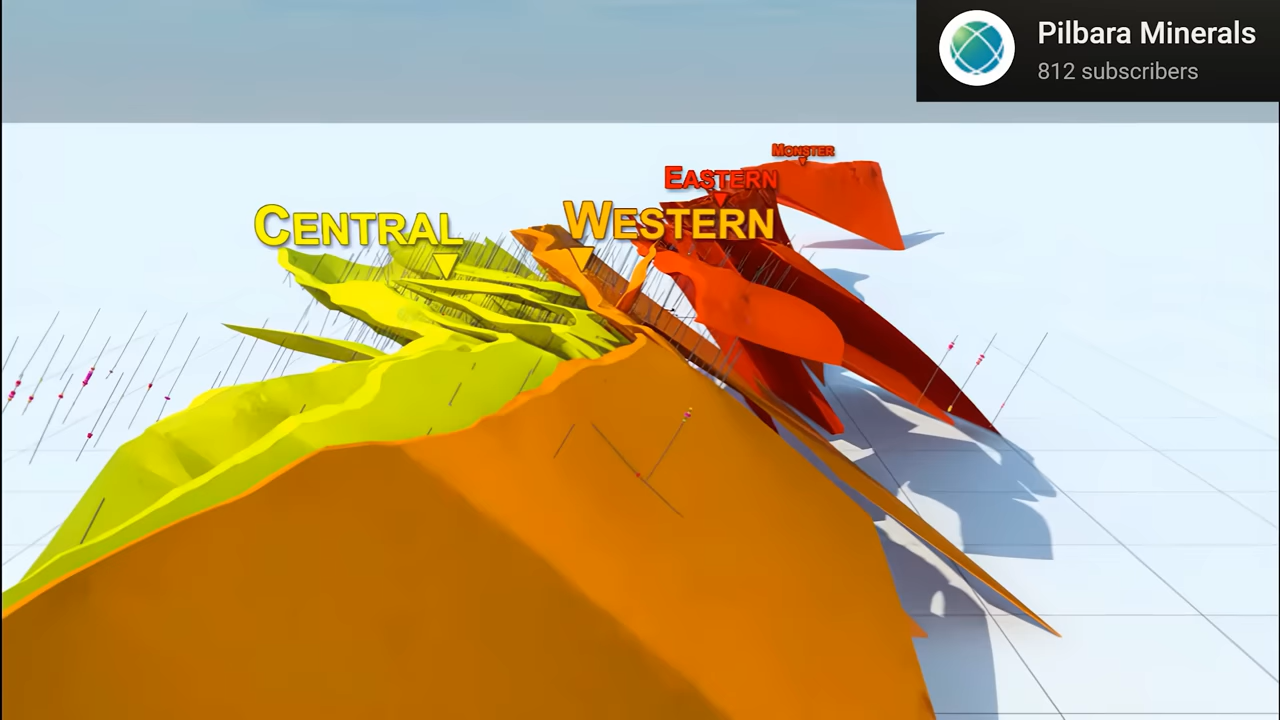 Pilbara Minerals
812 subscribers
MONSTER
EASTERN
WESTERN
CENTRAL